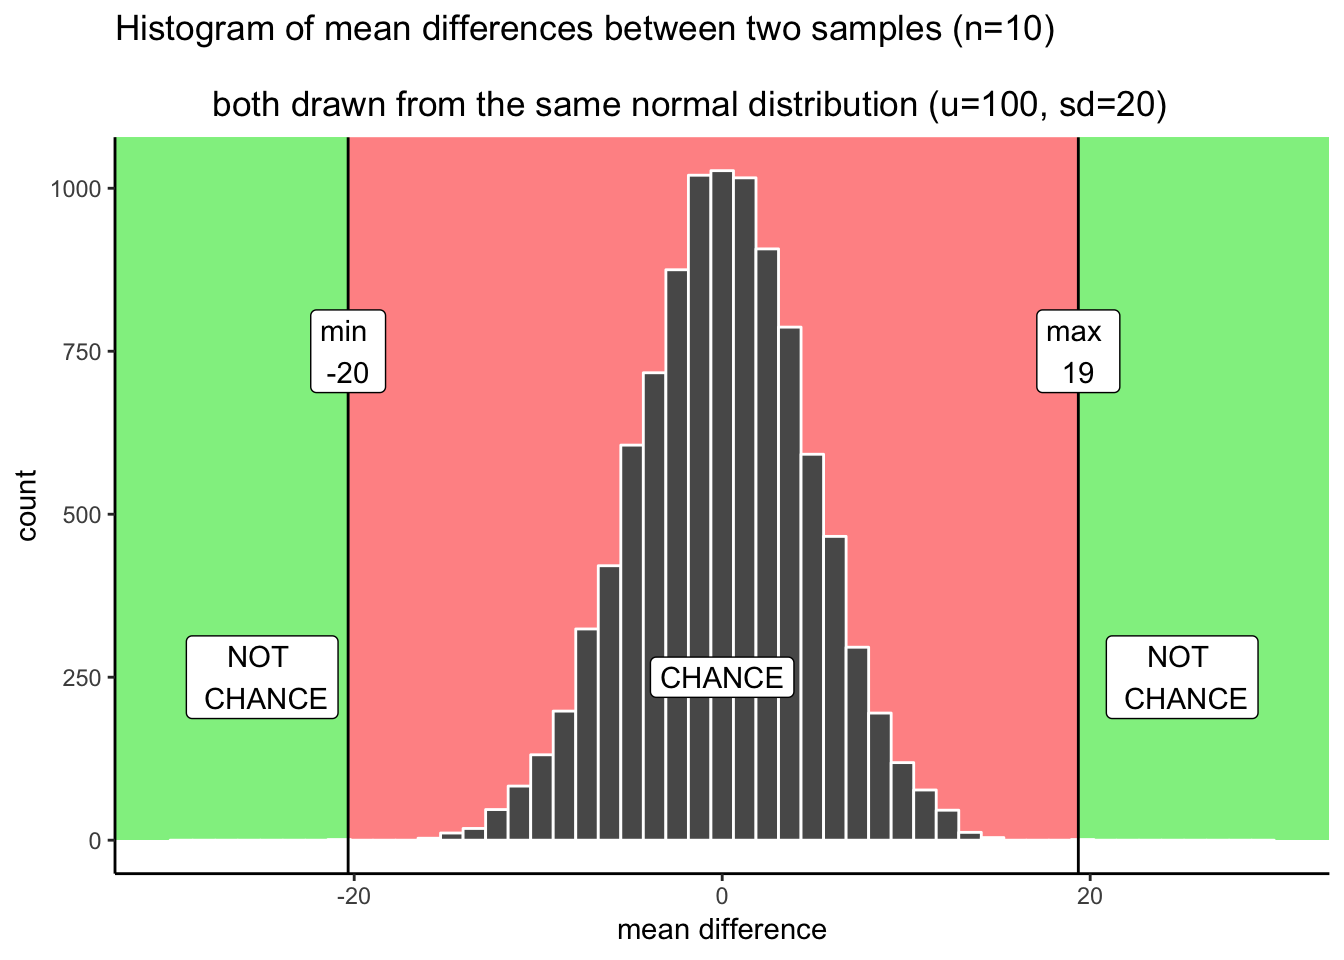 Histogram of mean differences between two samples (n=10)
both drawn from the same normal distribution (u=100, sd=20)
1000
750
500
250
0
count
min
-20
max
19
NOT
CHANCE
CHANCE
NOT
CHANCE
-20
0
20
mean difference